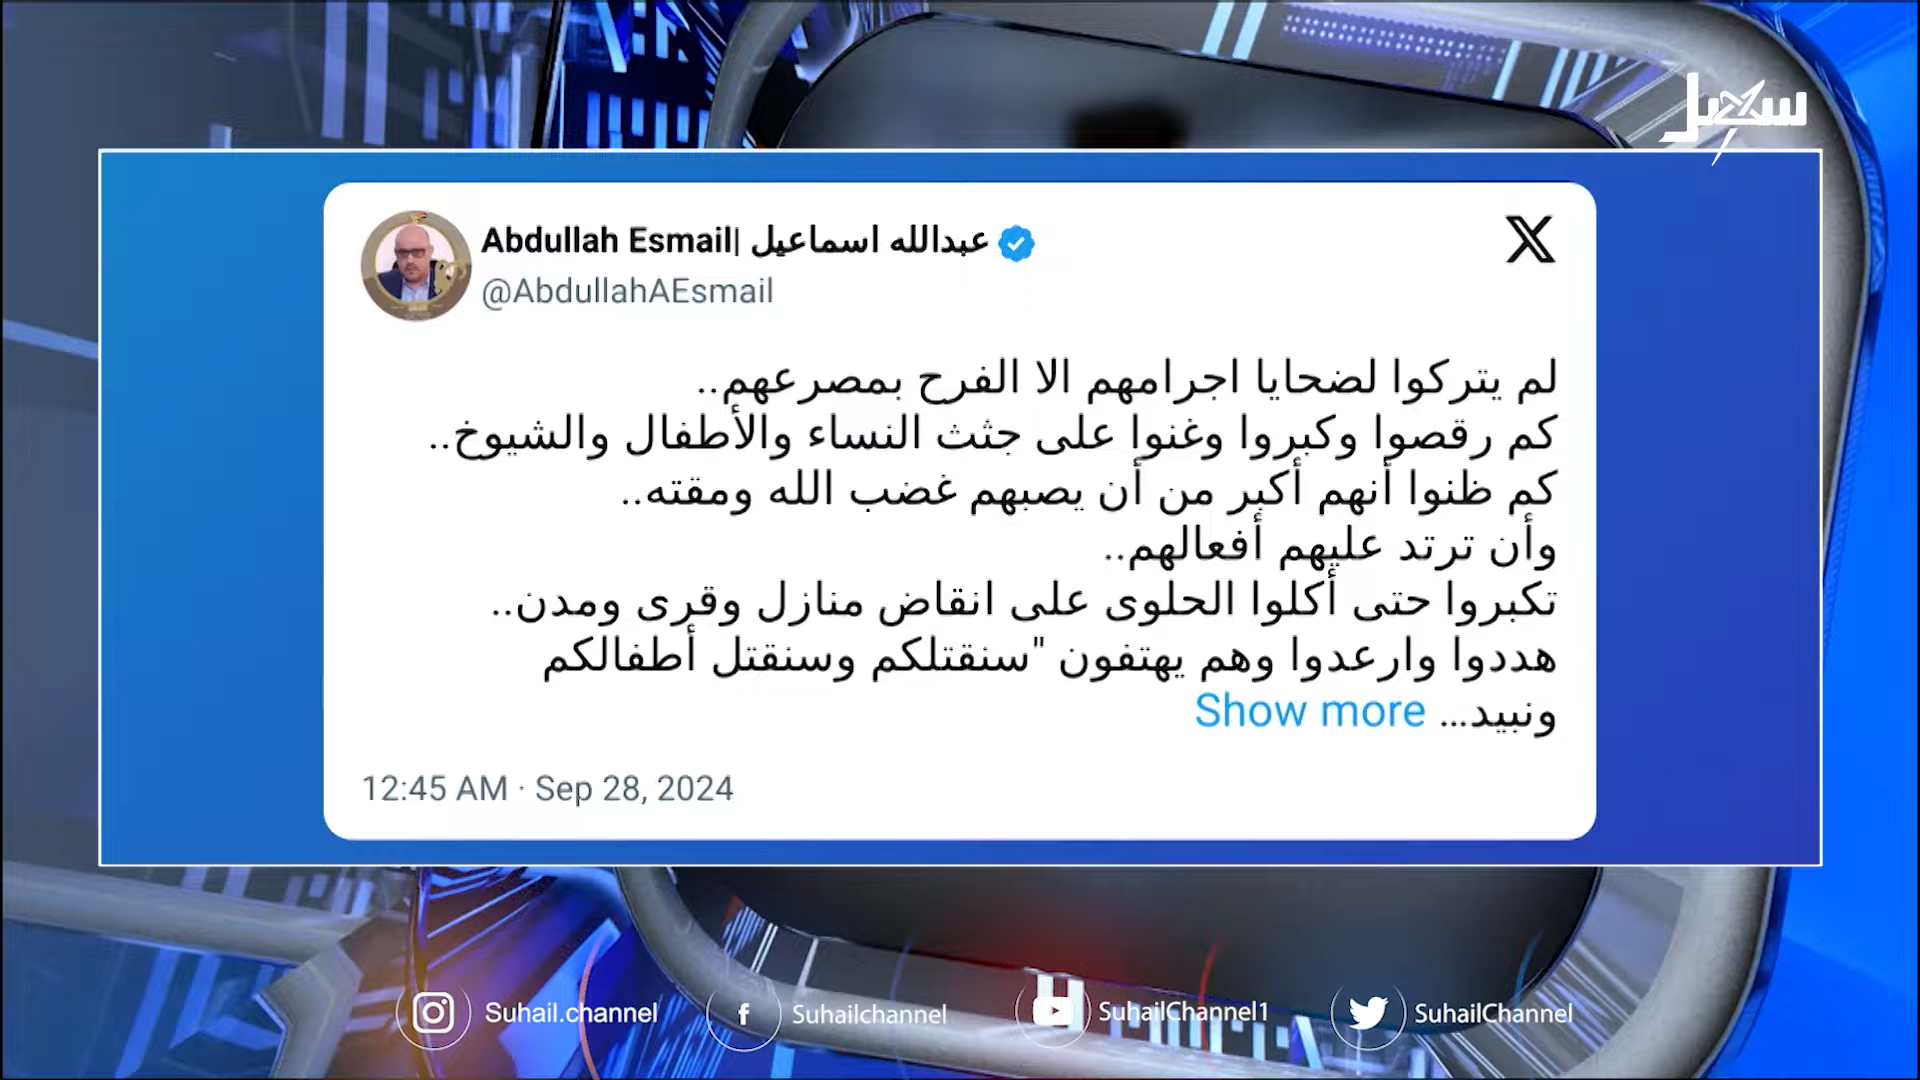 سهيل
Abdullah Esmail| عبدالله اسماعيل
@AbdullahAEsmail
لم يتركوا لضحايا اجرامهم الا الفرح بمصرعهم..
كم رقصوا وكبروا وغنوا على جثث النساء والأطفال والشيوخ..
كم ظنوا أنهم أكبر من أن يصبهم غضب الله ومقته..
وأن ترتد عليهم أفعالهم..
تكبروا حتى أكلوا الحلوى على انقاض منازل وقرى ومدن..
هددوا وارعدوا وهم يهتفون "سنقتلكم وسنقتل أطفالكم
ونبيد... Show more
12:45 AM · Sep 28, 2024
Suhail.channel
Suhailchannel
SuhailChannel1
SuhailChannel